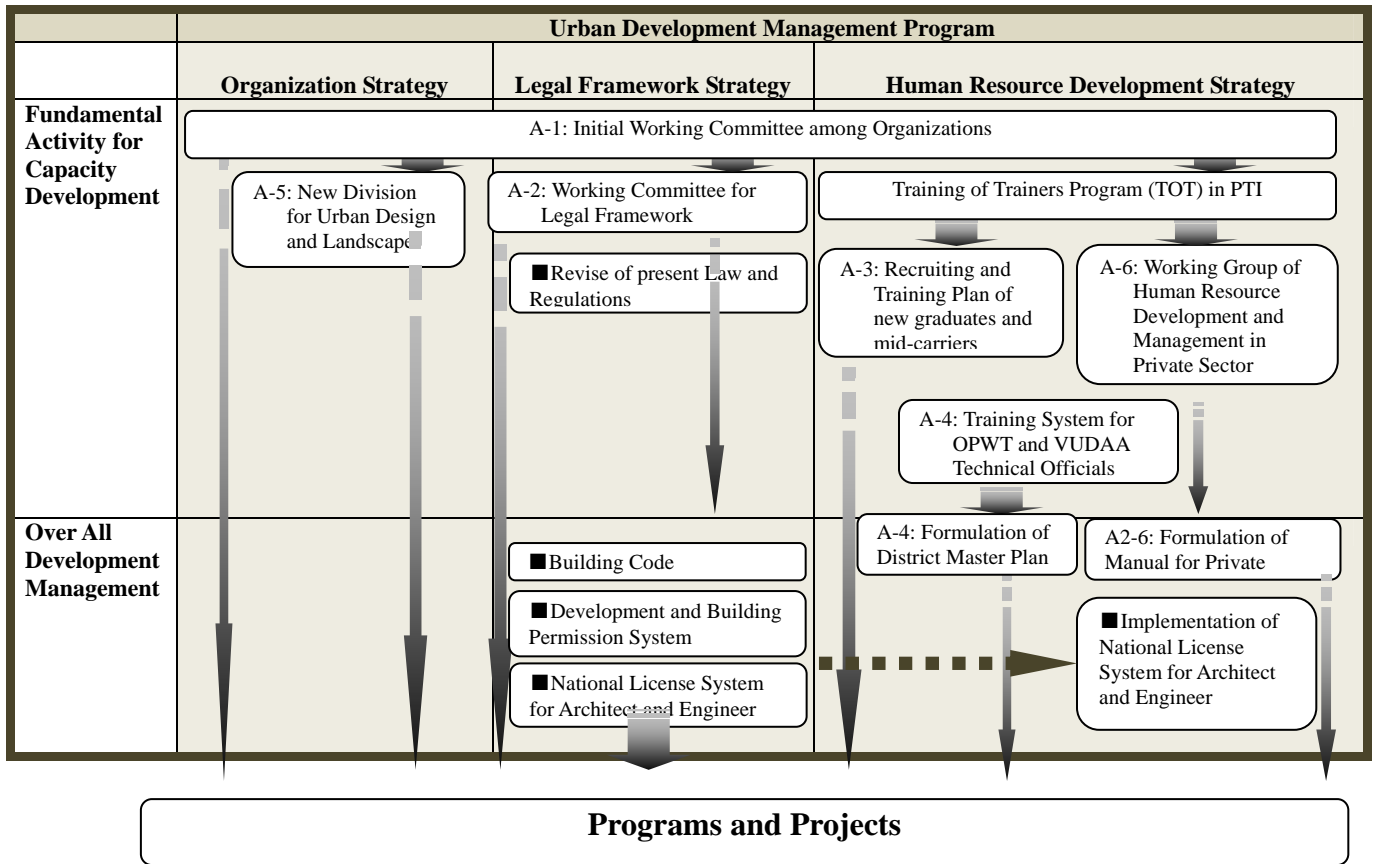 Urban Development Management Program
Organization Strategy
Legal Framework Strategy
Human Resource Development Strategy
Fundamental
Activity for
Capacity
Development
A-1: Initial Working Committee among Organizations
A-5: New Division
for Urban Design
and Landscape
A-2: Working Committee for
Legal Framework
■Revise of present Law and
Regulations
Training of Trainers Program (TOT) in PTI
A-3: Recruiting and
Training Plan of
new graduates and
mid-carriers
A-6: Working Group of
Human Resource
Development and
Management in
Private Sector
A-4: Training System for
OPWT and VUDAA
Technical Officials
Over All
Development
Management
■Building Code
■Development and Building
Permission System
■National License System
for Architect and Engineer
A-4: Formulation of
District Master Plan
A2-6: Formulation of
Manual for Private
■Implementation of
National License
System for Architect
and Engineer
Programs and Projects